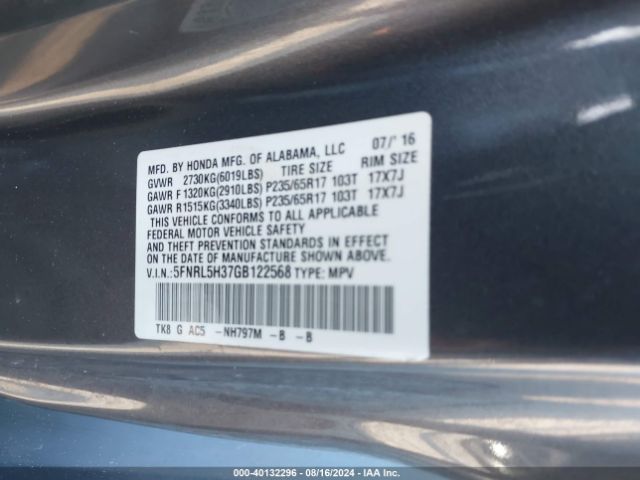 MFD. BY HONDA MFG. OF ALABAMA, LLC 07/'16
GVWR 2730KG(6019LBS) TIRE SIZE RIM SIZE
GAWR F1320KG(2910LBS) P235/65R17 103T 17X7J
GAWR R1515KG(3340LBS) P235/65R17 103T 17X7J
THIS VEHICLE CONFORMS TO ALL APPLICABLE
FEDERAL MOTOR VEHICLE SAFETY
AND THEFT PREVENTION STANDARDS IN EFFECT
ON THE DATE OF MANUFACTURE SHOWN ABOVE.
V.I.N.:5FNRL5H37GB122568 TYPE: MPV
TK8 G AC5 -NH797M -B -B
000-40132296 - 08/16/2024 - IAA Inc.